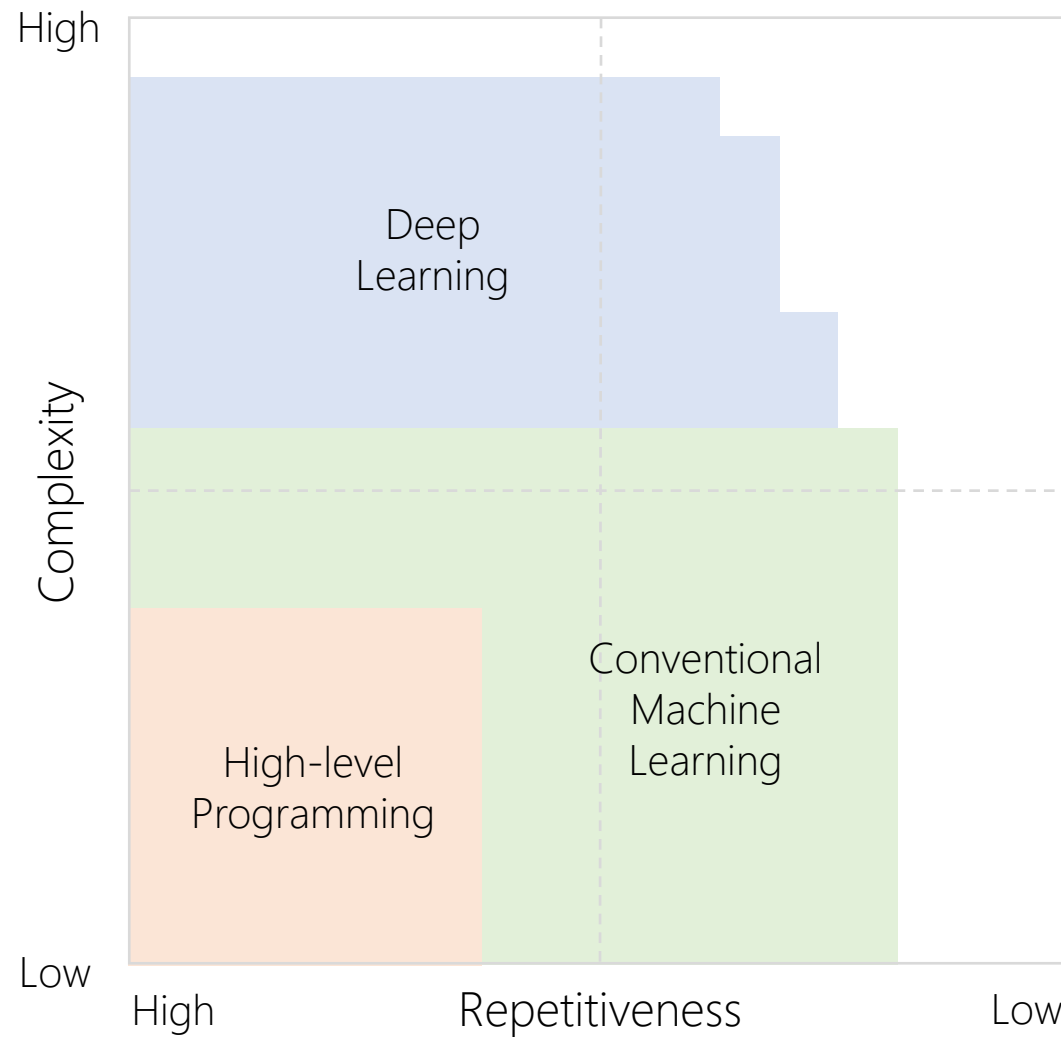 High
Deep
Learning
Complexity
Conventional
Machine
Learning
High-level
Programming
Low
High
Repetitiveness
Low